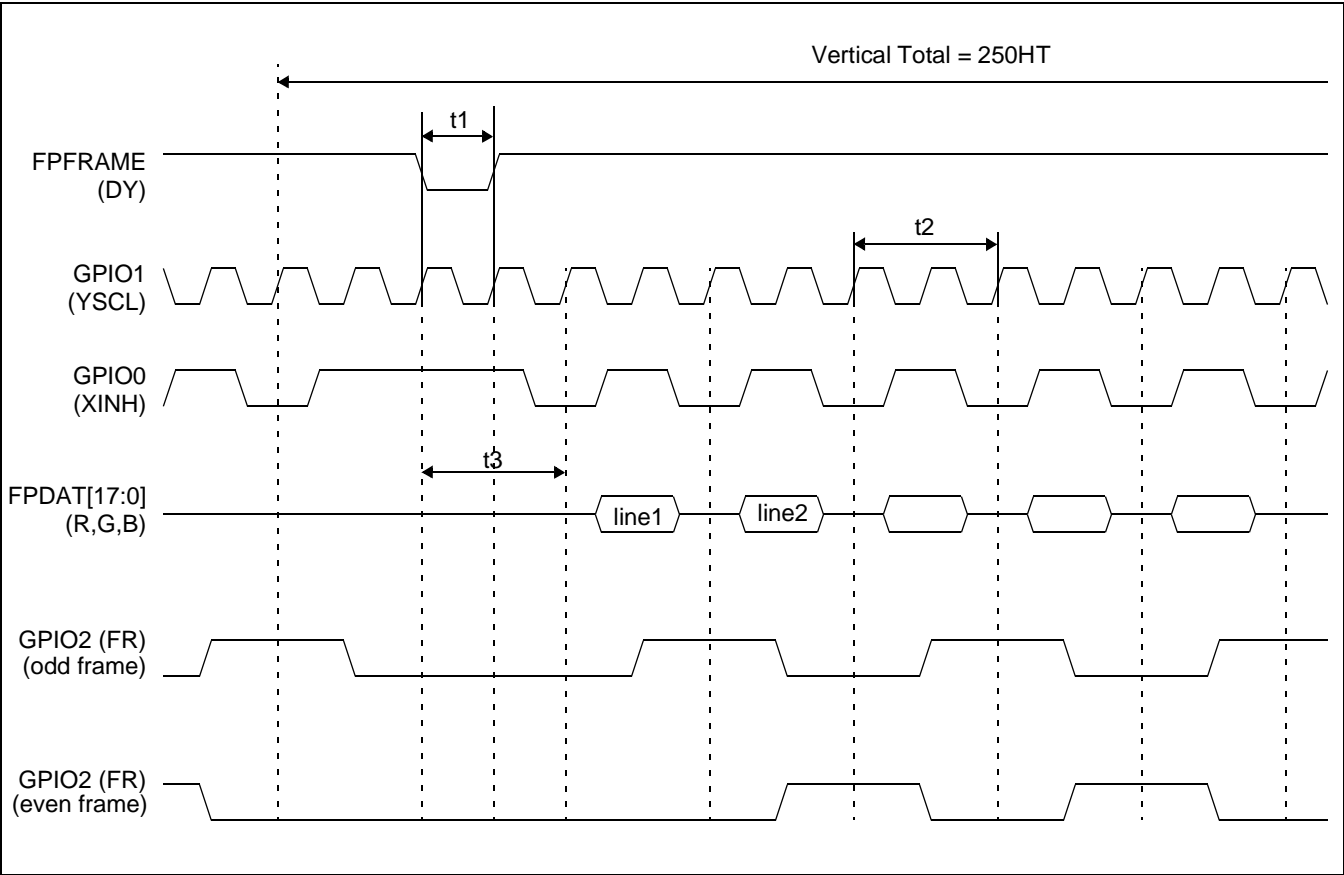 Vertical Total = 250HT
t1
FPFRAME
(DY)
t2
GPIO1
(YSCL)
GPIO0
(XINH)
t3
FPDAT[17:0]
(R,G,B)
line1
line2
GPIO2 (FR)
(odd frame)
GPIO2 (FR)
(even frame)